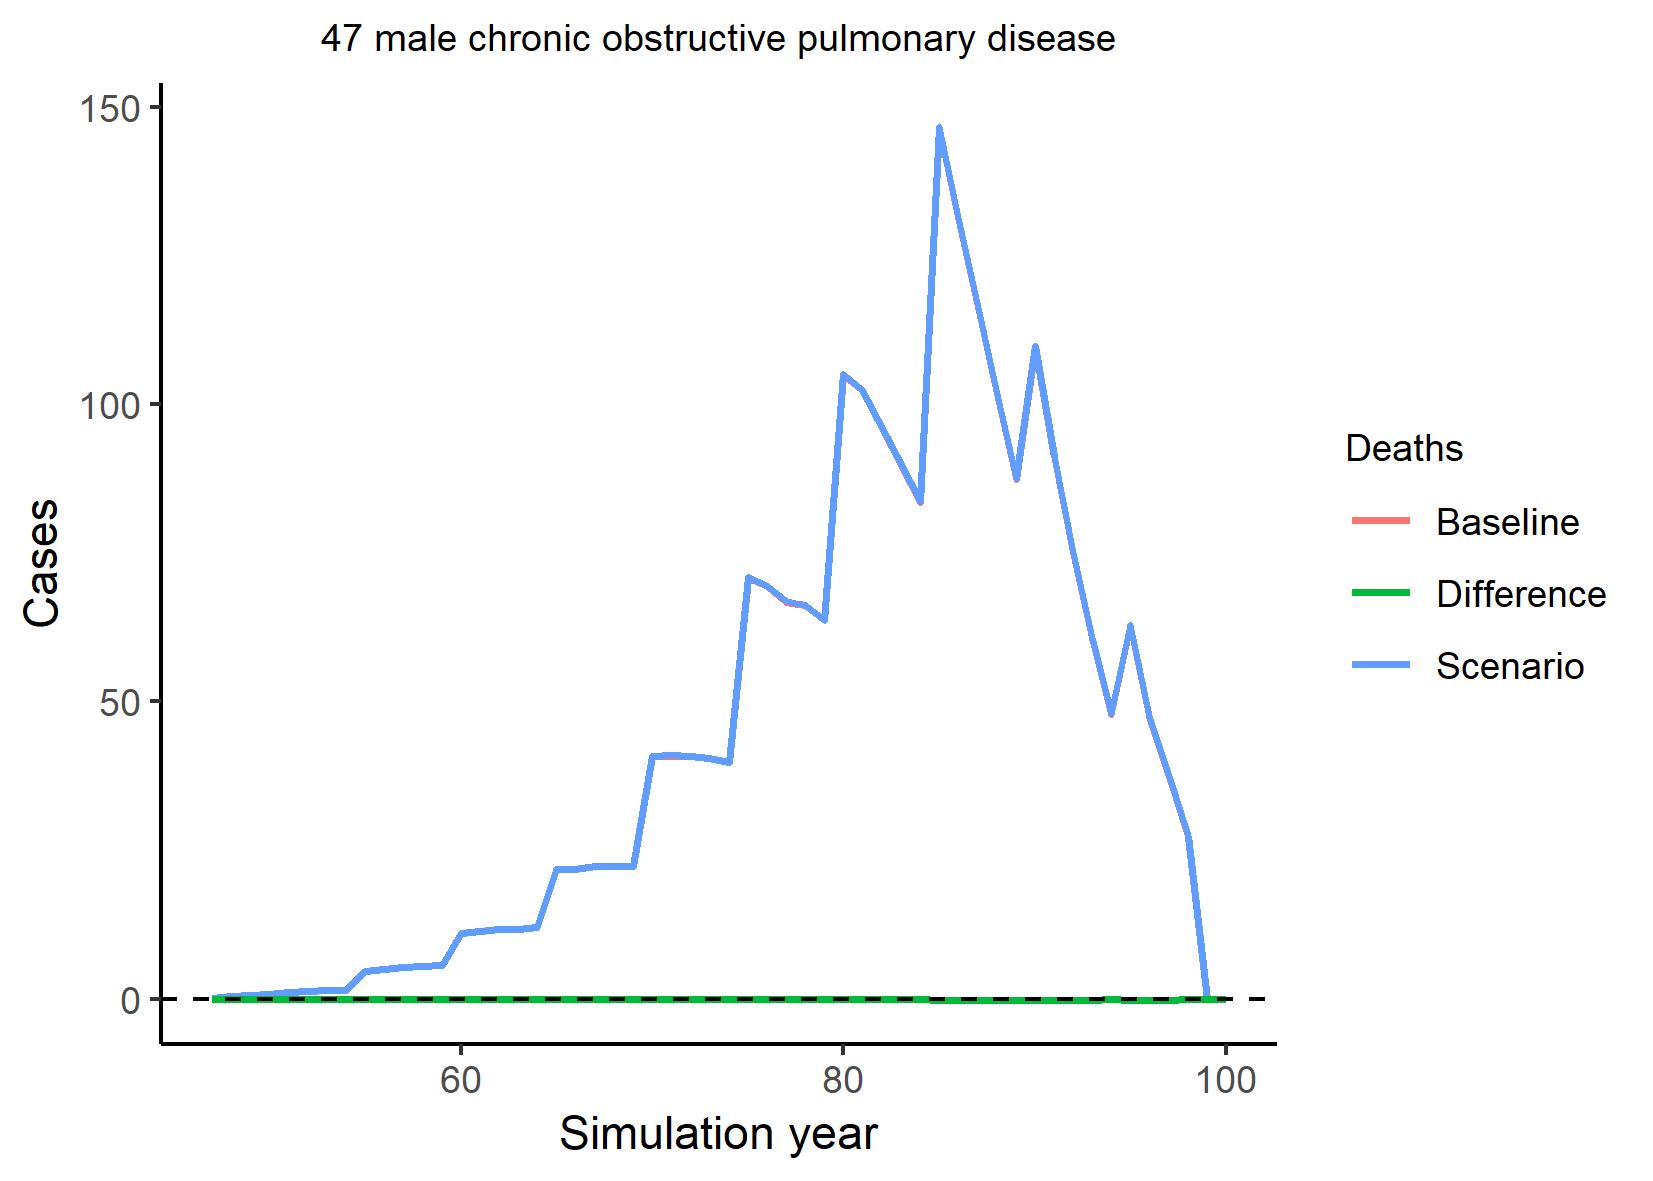 47 male chronic obstructive pulmonary disease
150
100
50
0
Cases
60
80
100
Simulation year
Deaths
Baseline
Difference
Scenario